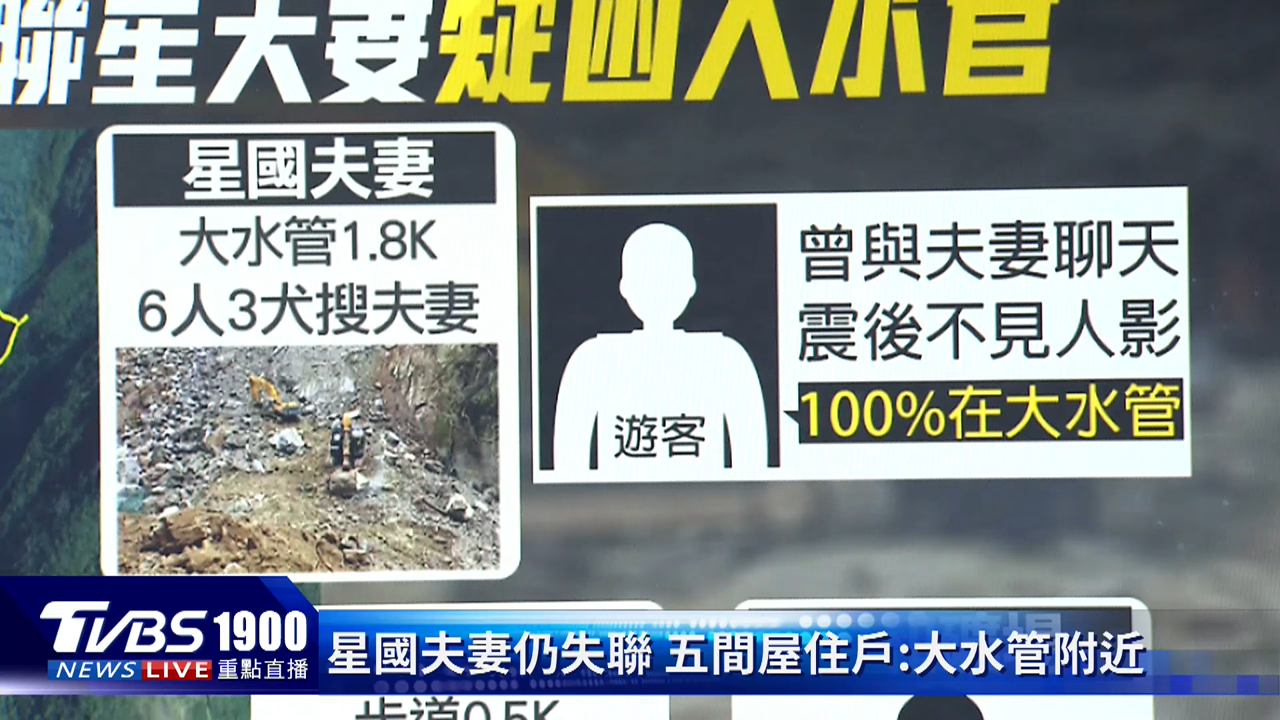 聯星夫妻疑困大水管
星國夫妻
大水管1.8K
6人3犬搜夫妻
曾與夫妻聊天
震後不見人影
100%在大水管
遊客
TVBS 1900
NEWS LIVE 重點直播
星國夫妻仍失聯 五間屋住戶:大水管附近
步道0.5K